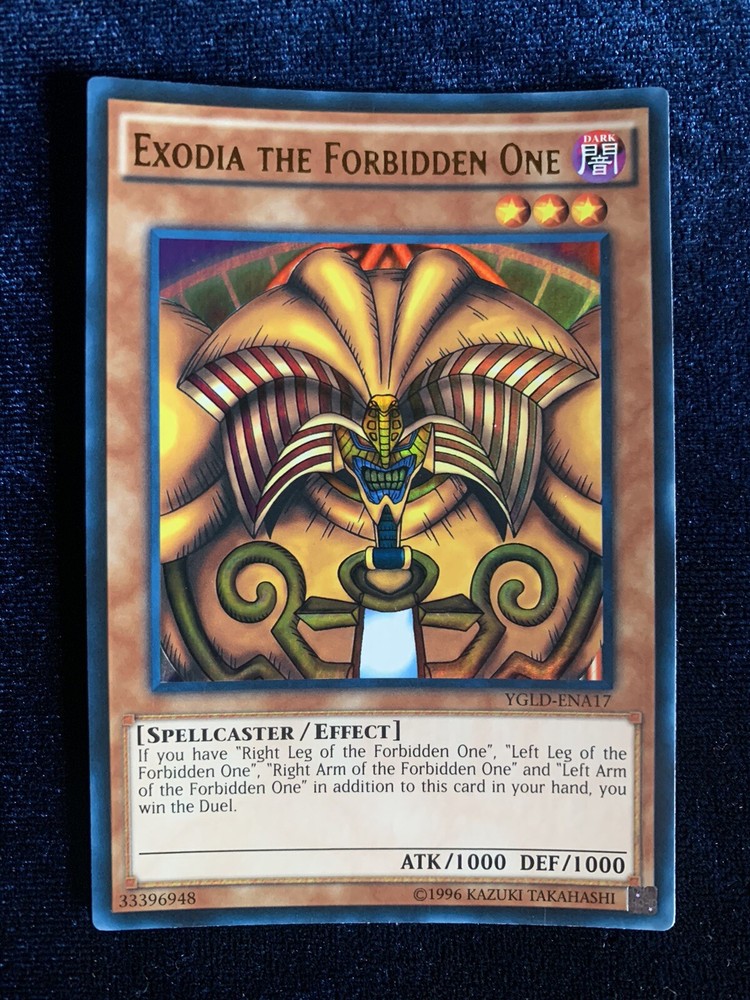 EXODIA THE FORBIDDEN ONE
DARK
闇
YGLD-ENA17
[SPELLCASTER/EFFECT]
If you have "Right Leg of the Forbidden One", "Left Leg of the
Forbidden One", "Right Arm of the Forbidden One" and "Left Arm
of the Forbidden One" in addition to this card in your hand, you
win the Duel.
ATK/1000 DEF/1000
33396948
©1996 KAZUKI TAKAHASHI